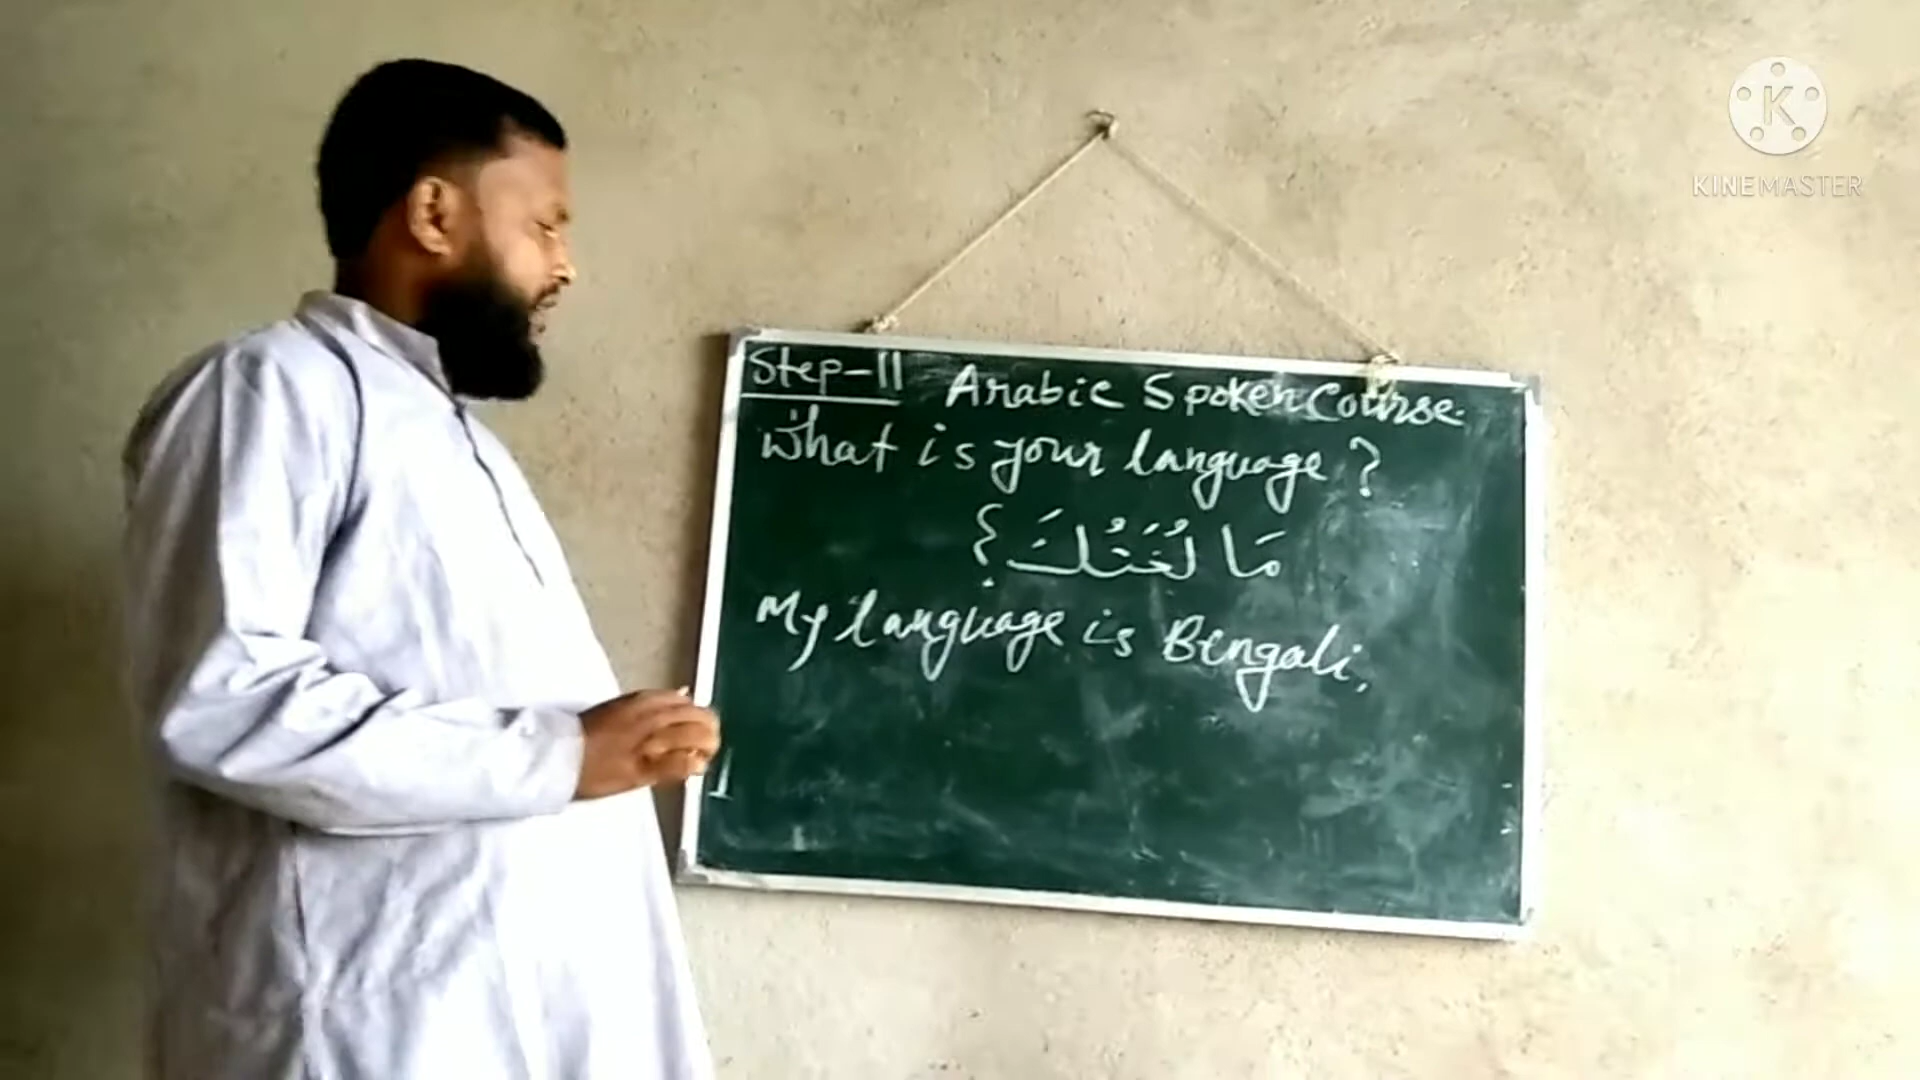 Step-11 Arabic Spoken Course.
What is your language?
مَا لُغَتُكَ؟
My language is Bengali,
KINEMASTER